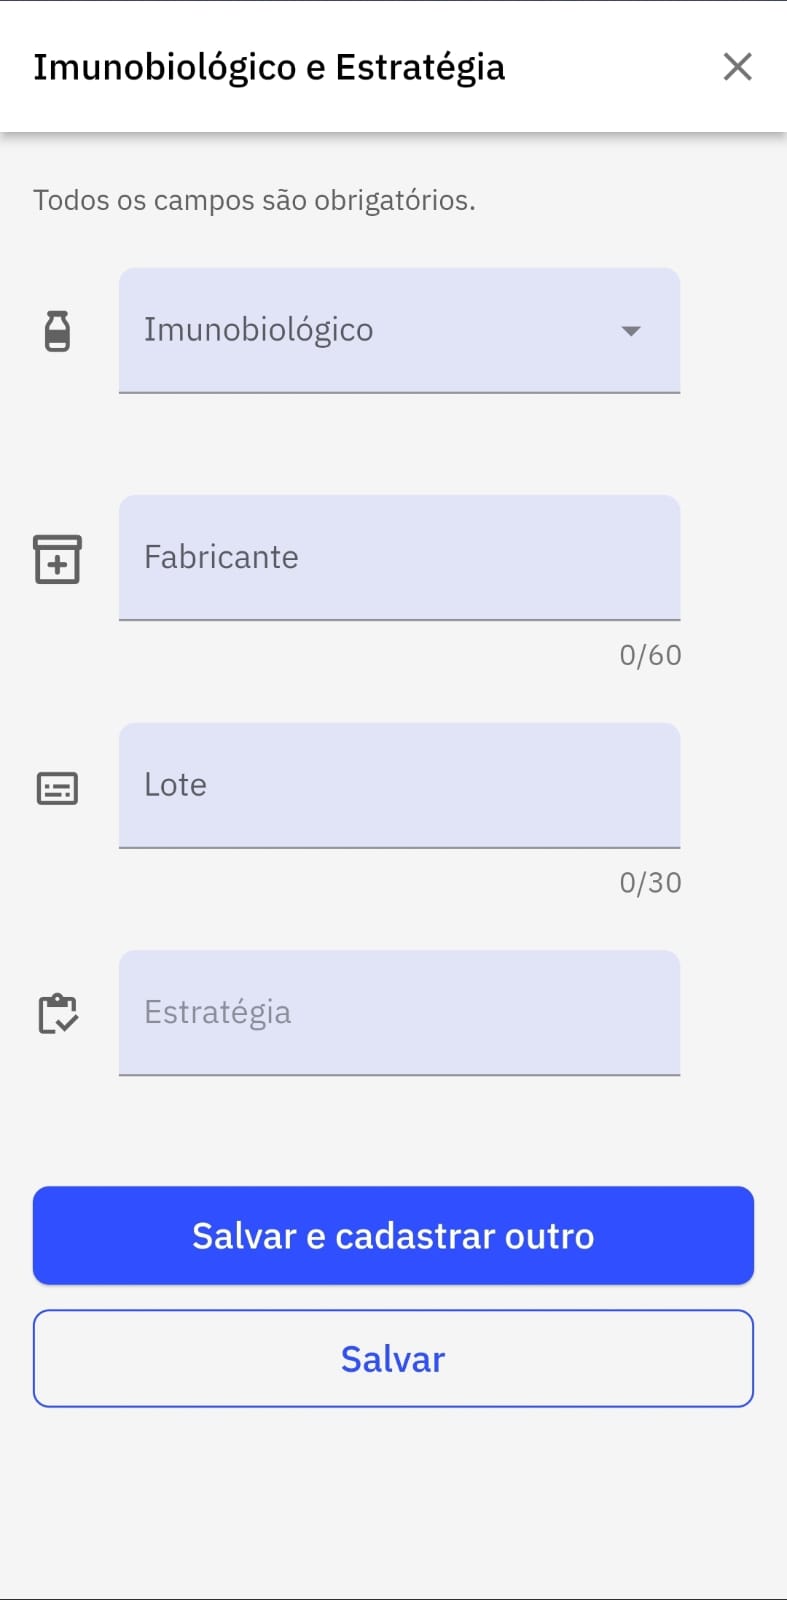 Imunobiológico e Estratégia
Todos os campos são obrigatórios.
Imunobiológico
Fabricante
0/60
Lote
0/30
Estratégia
Salvar e cadastrar outro
Salvar